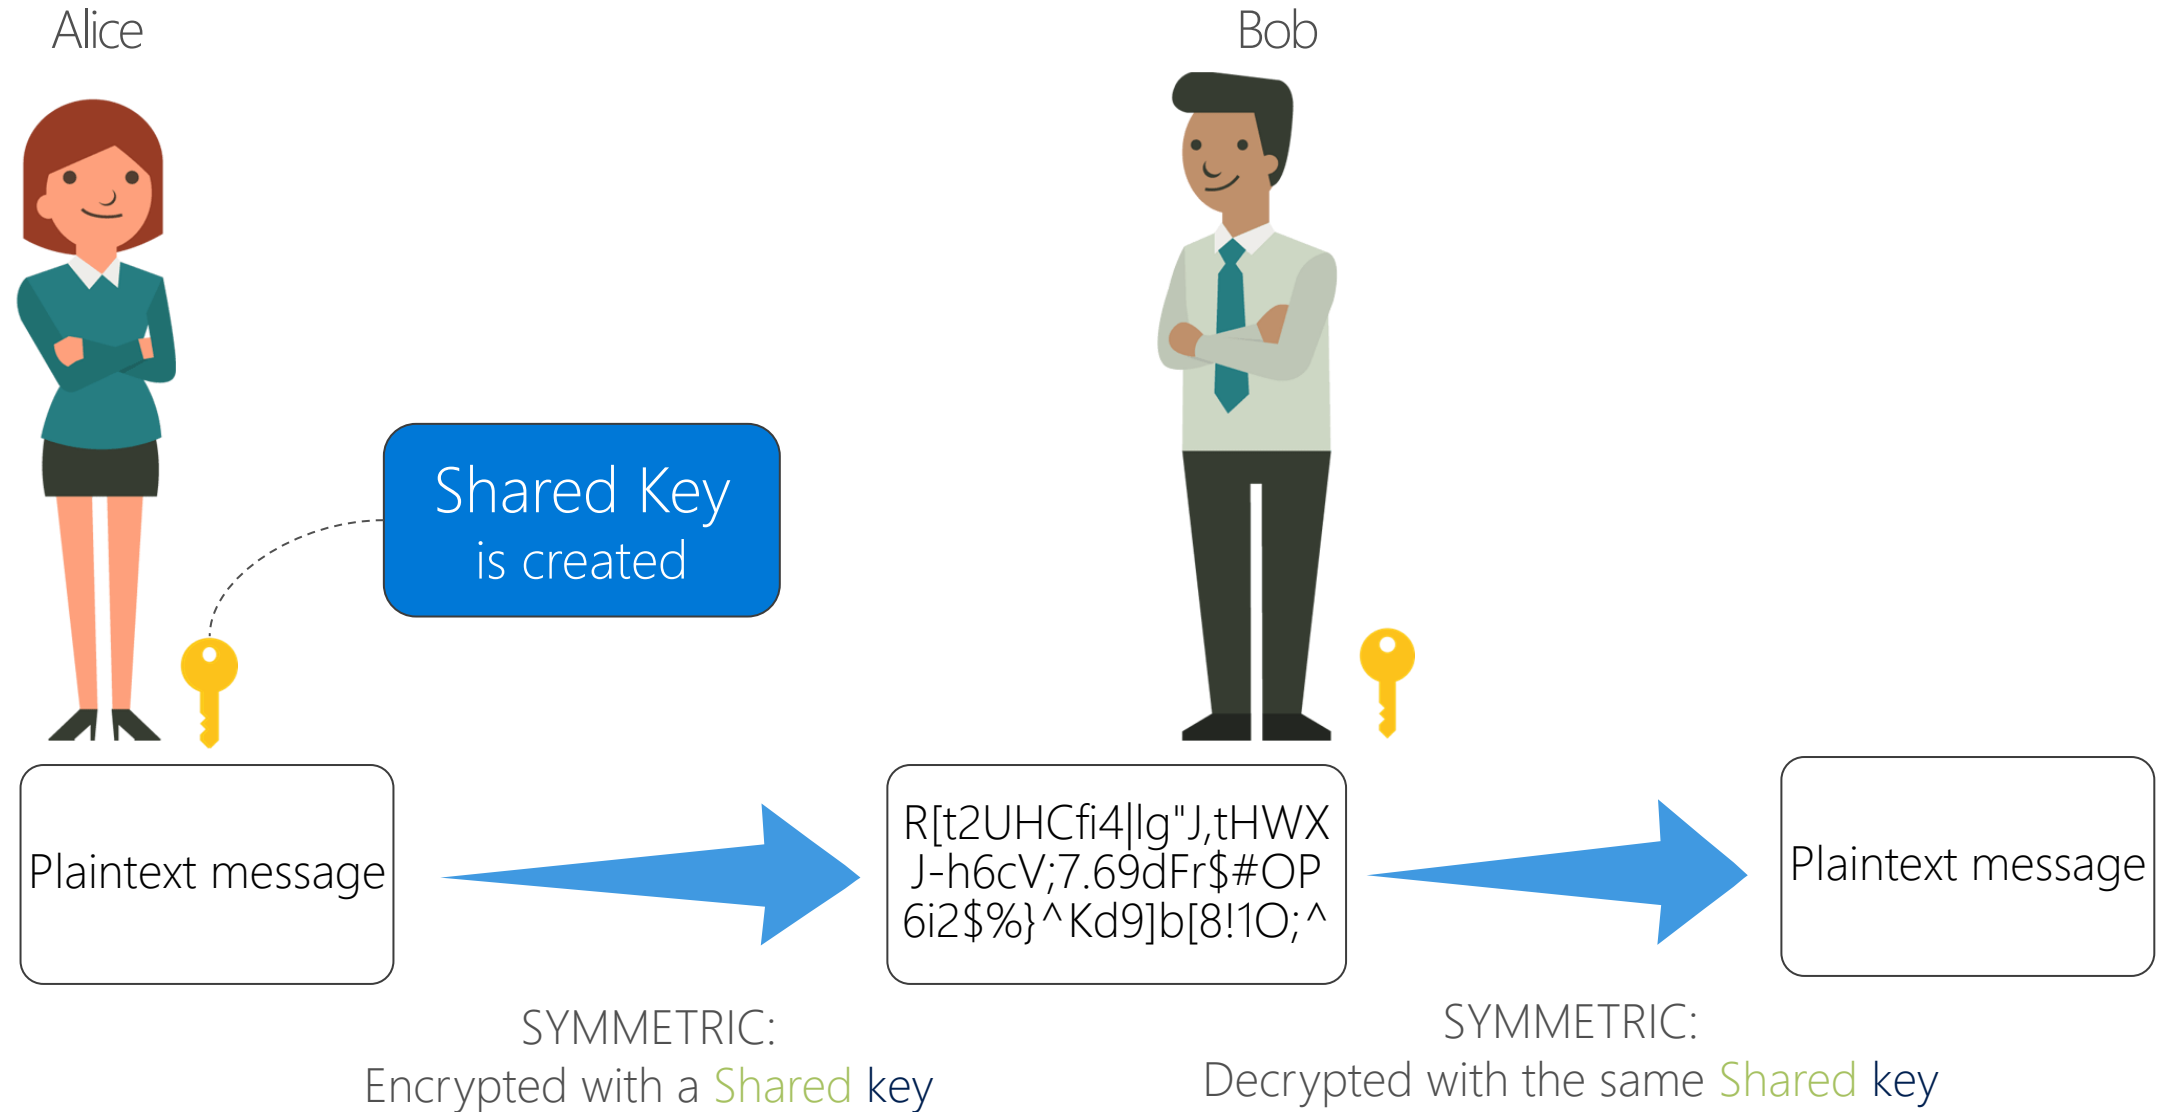 Alice
Bob
Shared Key
is created
Plaintext message
R[t2UHCfi4|lg"J,tHWX
J-h6cV;7.69dFr$#OP
6i2$%}^Kd9]b[8!1O;^
Plaintext message
SYMMETRIC:
Encrypted with a Shared key
SYMMETRIC:
Decrypted with the same Shared key